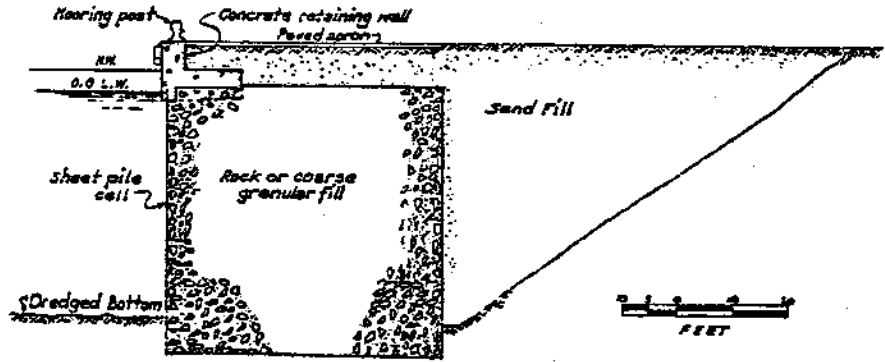 Mooring post
Concrete retaining wall
Paved apron
H.W.
0.0 L.W.
Sand Fill
Sheet pile
cell
Rock or coarse
granular fill
Dredged Bottom
FEET